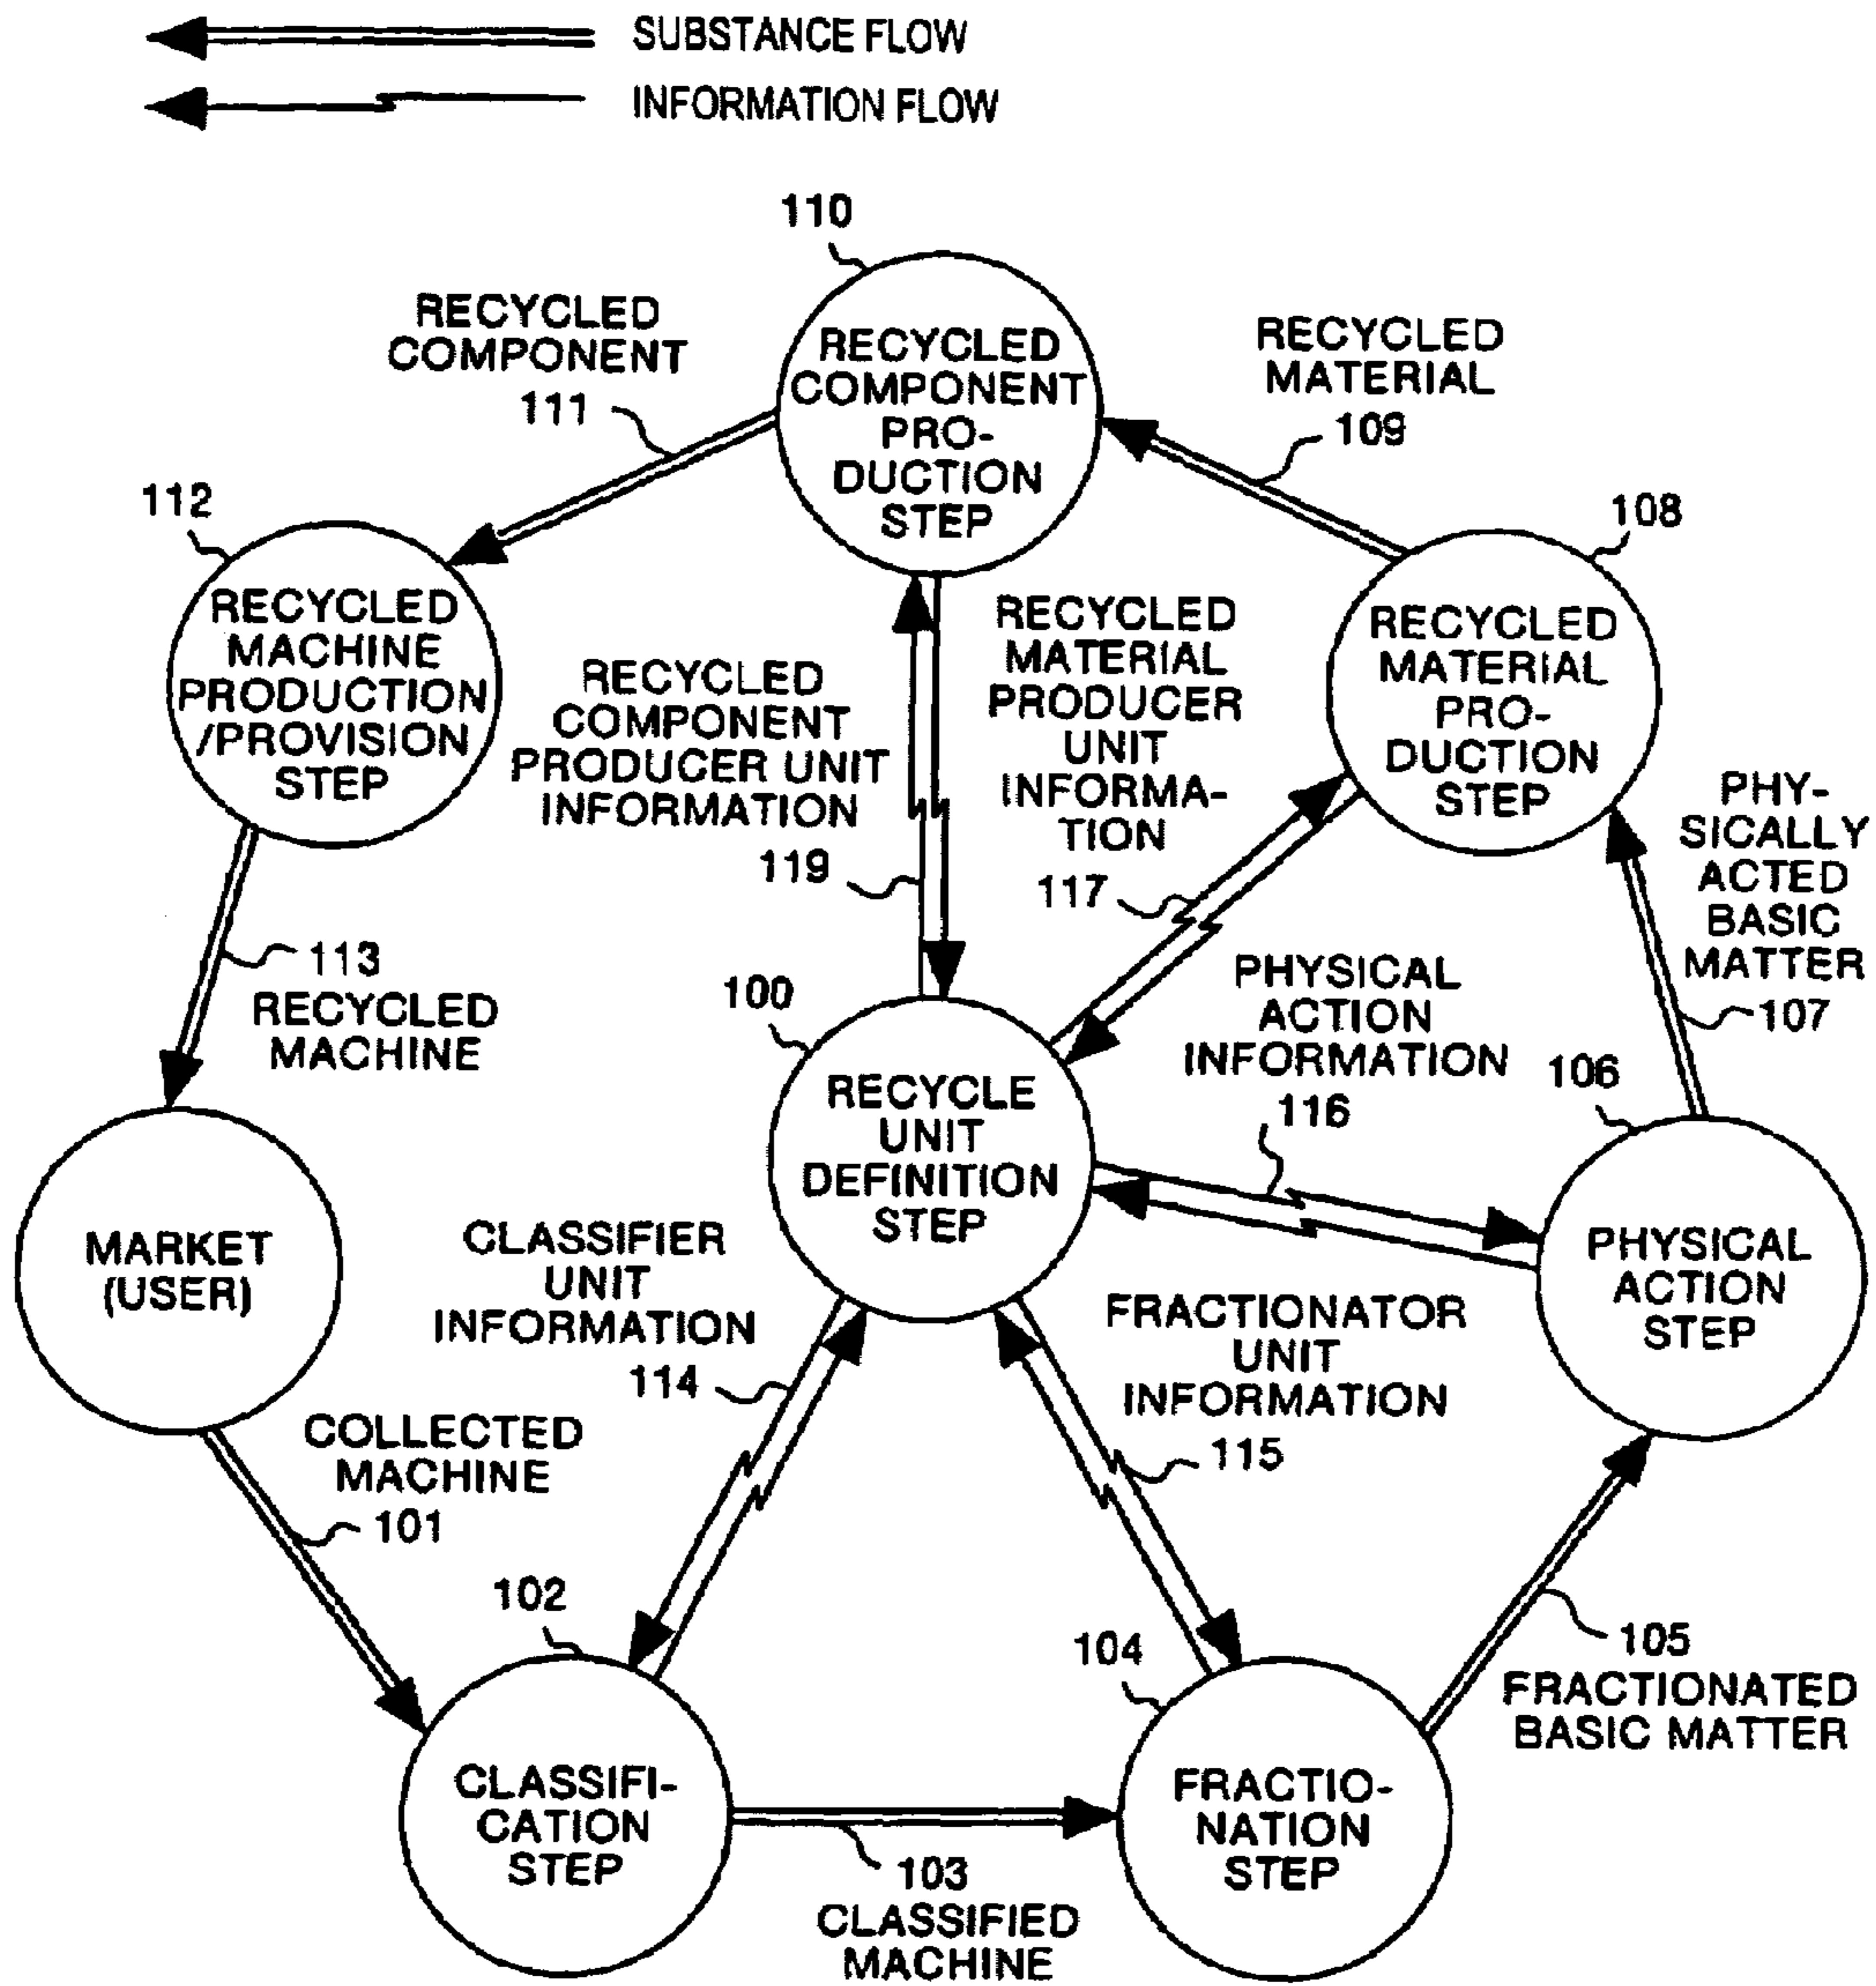 SUBSTANCE FLOW
INFORMATION FLOW
110
RECYCLED
COMPONENT
111
RECYCLED
COMPONENT
PRO-
DUCTION
STEP
RECYCLED
MATERIAL
109
112
RECYCLED
MACHINE
PRODUCTION
/PROVISION
STEP
108
RECYCLED
MATERIAL
PRO-
DUCTION
STEP
RECYCLED
COMPONENT
PRODUCER UNIT
INFORMATION
119
RECYCLED
MATERIAL
PRODUCER
UNIT
INFORMA-
TION
117
PHY-
SICALLY
ACTED
BASIC
MATTER
107
113
RECYCLED
MACHINE
100
RECYCLE
UNIT
DEFINITION
STEP
PHYSICAL
ACTION
INFORMATION
116
106
PHYSICAL
ACTION
STEP
MARKET
(USER)
CLASSIFIER
UNIT
INFORMATION
114
FRACTIONATOR
UNIT
INFORMATION
115
COLLECTED
MACHINE
101
102
CLASSIFI-
CATION
STEP
103
CLASSIFIED
MACHINE
104
FRACTIO-
NATION
STEP
105
FRACTIONATED
BASIC MATTER